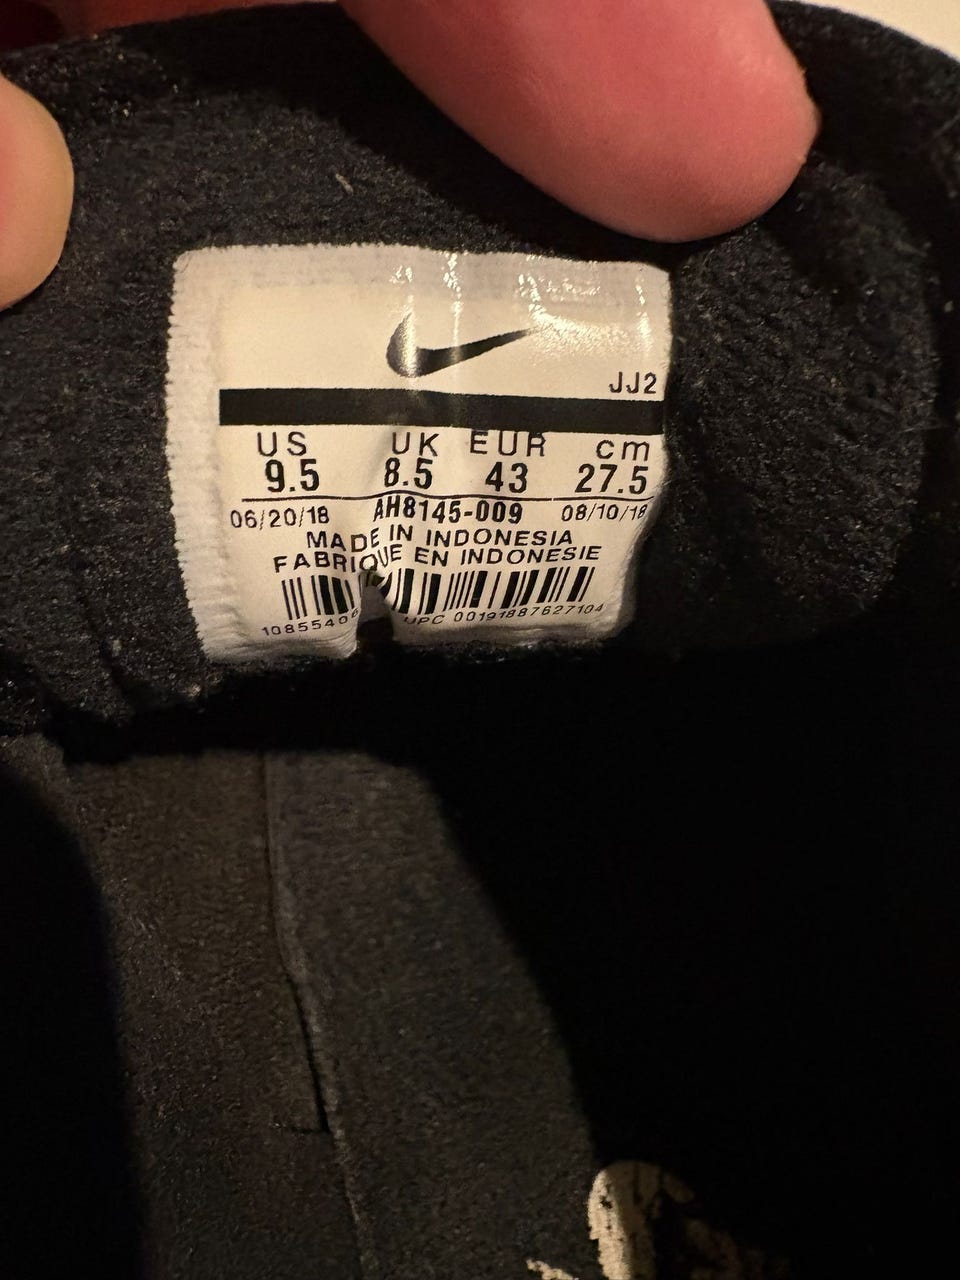 JJ2
US UK EUR cm
9.5 8.5 43 27.5
06/20/18 AH8145-009 08/10/18
MADE IN INDONESIA
FABRIQUE EN INDONESIE
UPC 00191887627104